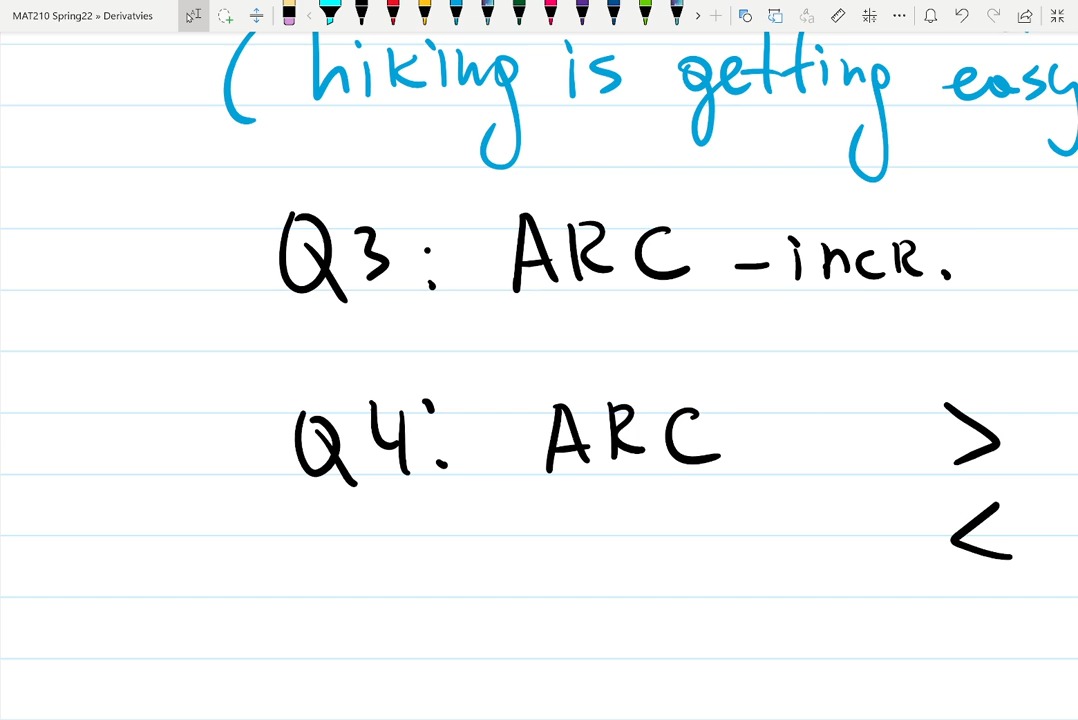 MAT210 Spring22 » Derivatvies
( hiking is getting easy
Q3: ARC - incR.
Q4: ARC >
<